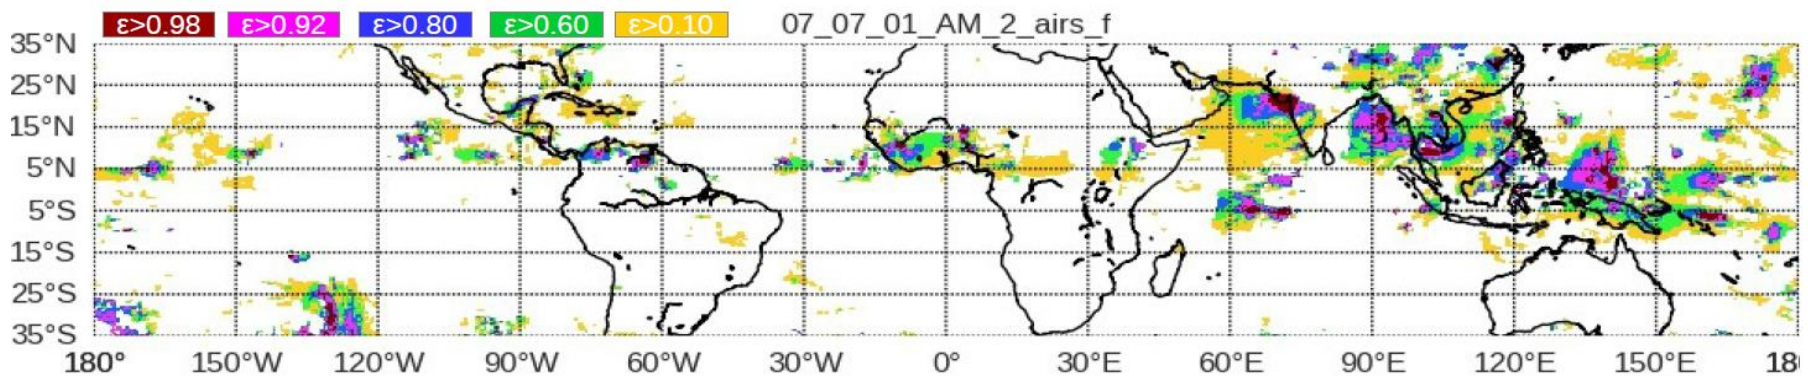 ε>0.98 ε>0.92 ε>0.80 ε>0.60 ε>0.10 07_07_01_AM_2_airs_f
35°N
25°N
15°N
5°N
5°S
15°S
25°S
35°S
180° 150°W 120°W 90°W 60°W 30°W 0° 30°E 60°E 90°E 120°E 150°E 18